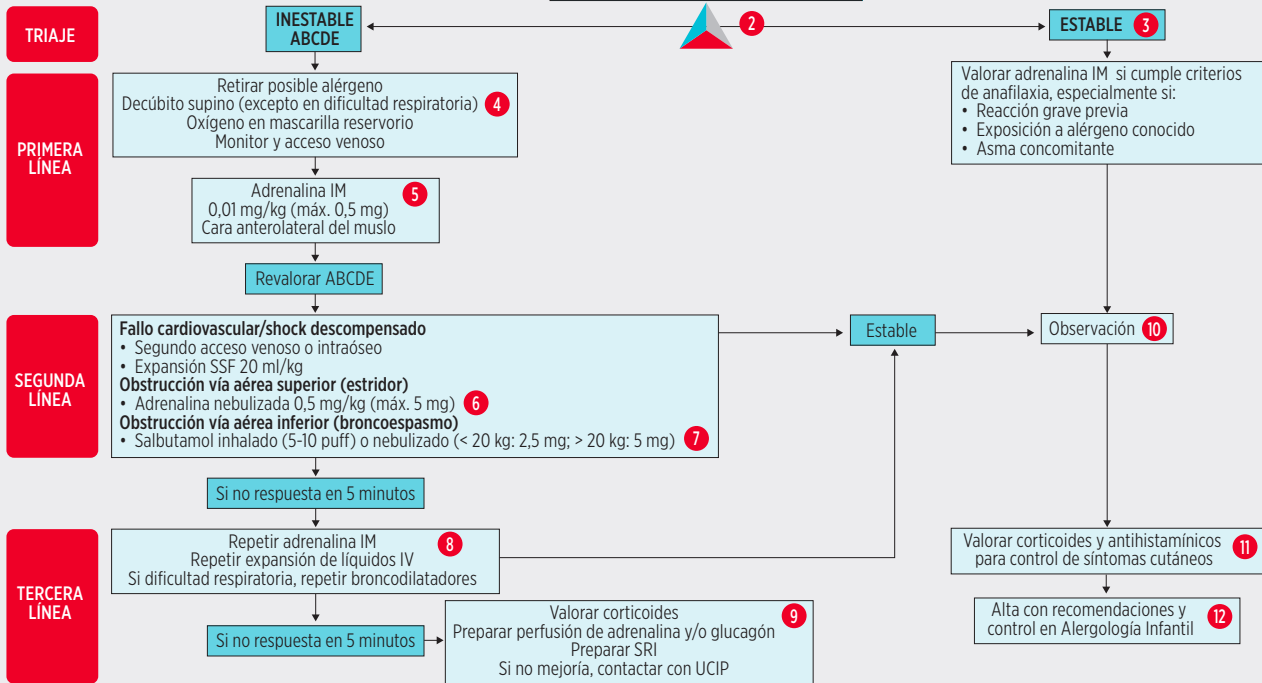 TRIAJE
INESTABLE
ABCDE
2
ESTABLE 3
PRIMERA
LÍNEA
Retirar posible alérgeno
Decúbito supino (excepto en dificultad respiratoria) 4
Oxígeno en mascarilla reservorio
Monitor y acceso venoso
Valorar adrenalina IM si cumple criterios
de anafilaxia, especialmente si:
• Reacción grave previa
• Exposición a alérgeno conocido
• Asma concomitante
Adrenalina IM 5
0,01 mg/kg (máx. 0,5 mg)
Cara anterolateral del muslo
Revalorar ABCDE
SEGUNDA
LÍNEA
Fallo cardiovascular/shock descompensado
• Segundo acceso venoso o intraóseo
• Expansión SSF 20 ml/kg
Obstrucción vía aérea superior (estridor)
• Adrenalina nebulizada 0,5 mg/kg (máx. 5 mg) 6
Obstrucción vía aérea inferior (broncoespasmo)
• Salbutamol inhalado (5-10 puff) o nebulizado (< 20 kg: 2,5 mg; > 20 kg: 5 mg) 7
Estable
Observación 10
Si no respuesta en 5 minutos
TERCERA
LÍNEA
Repetir adrenalina IM 8
Repetir expansión de líquidos IV
Si dificultad respiratoria, repetir broncodilatadores
Valorar corticoides y antihistamínicos 11
para control de síntomas cutáneos
Si no respuesta en 5 minutos
Valorar corticoides 9
Preparar perfusión de adrenalina y/o glucagón
Preparar SRI
Si no mejoría, contactar con UCIP
Alta con recomendaciones y 12
control en Alergología Infantil